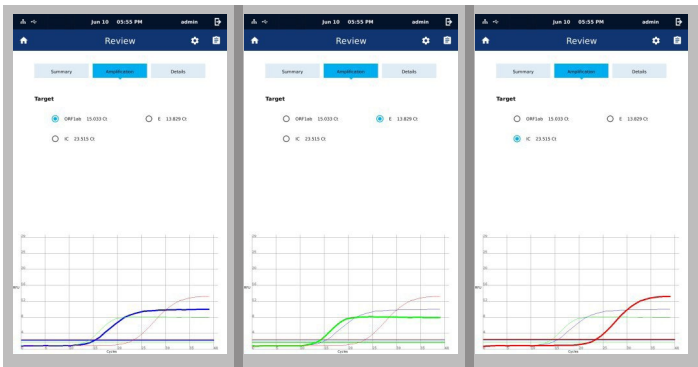 Jun 10 05:55 PM admin
Review
Summary Amplification Details
Target
ORF1ab 15.033 Ct E 13.829 Ct
IC 23.515 Ct
RFU
Cycles
Jun 10 05:55 PM admin
Review
Summary Amplification Details
Target
ORF1ab 15.033 Ct E 13.829 Ct
IC 23.515 Ct
Cycles
Jun 10 05:55 PM admin
Review
Summary Amplification Details
Target
ORF1ab 15.033 Ct E 13.829 Ct
IC 23.515 Ct
Cycles